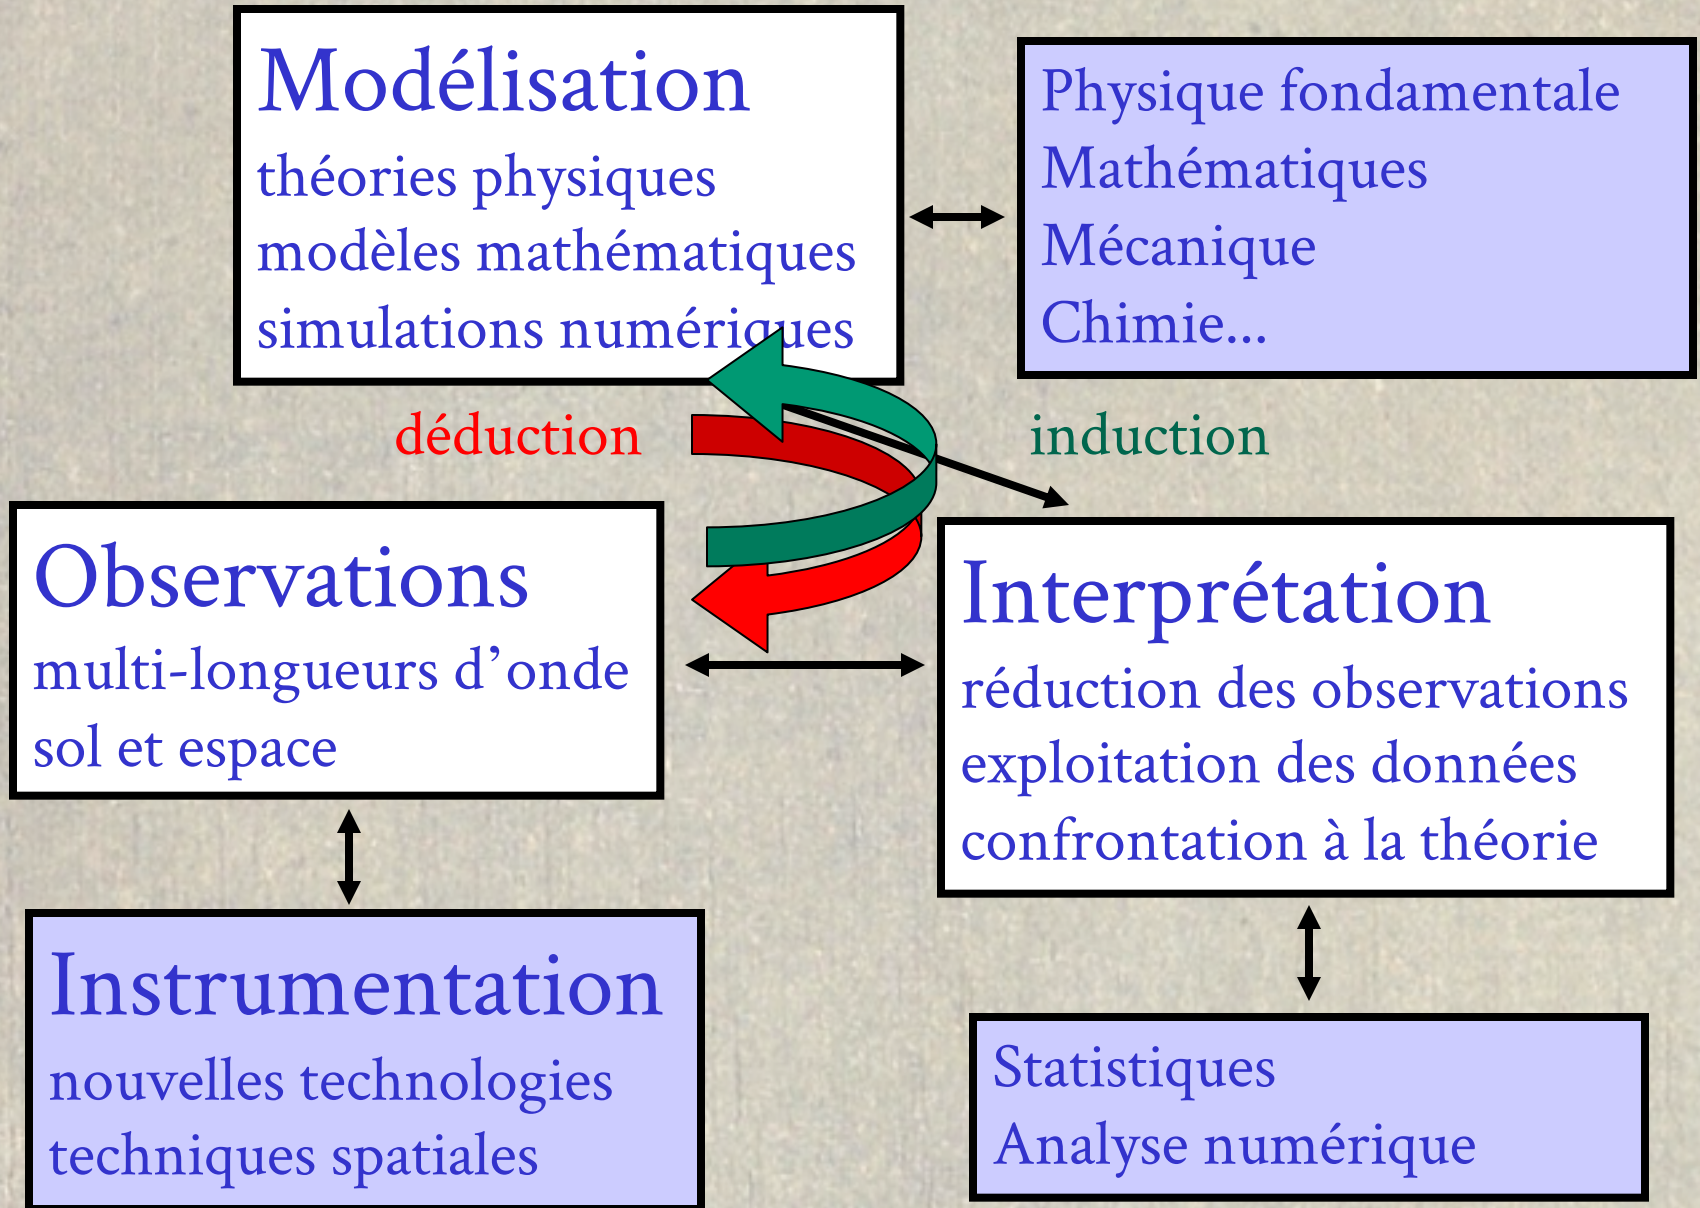 Modélisation
théories physiques
modèles mathématiques
simulations numériques
Physique fondamentale
Mathématiques
Mécanique
Chimie...
déduction
induction
Observations
multi-longueurs d’onde
sol et espace
Interprétation
réduction des observations
exploitation des données
confrontation à la théorie
Instrumentation
nouvelles technologies
techniques spatiales
Statistiques
Analyse numérique